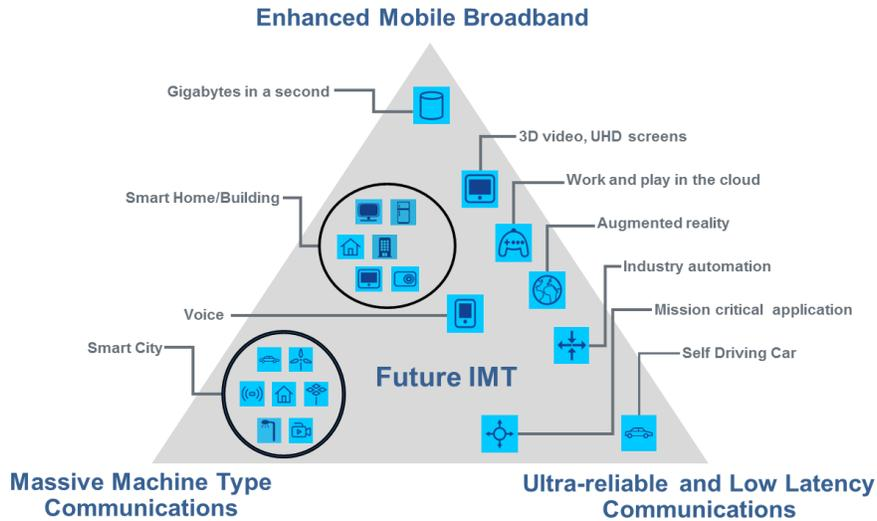 Enhanced Mobile Broadband
Gigabytes in a second
3D video, UHD screens
Smart Home/Building
Work and play in the cloud
Augmented reality
Industry automation
Voice
Mission critical application
Smart City
Self Driving Car
Future IMT
Massive Machine Type
Communications
Ultra-reliable and Low Latency
Communications